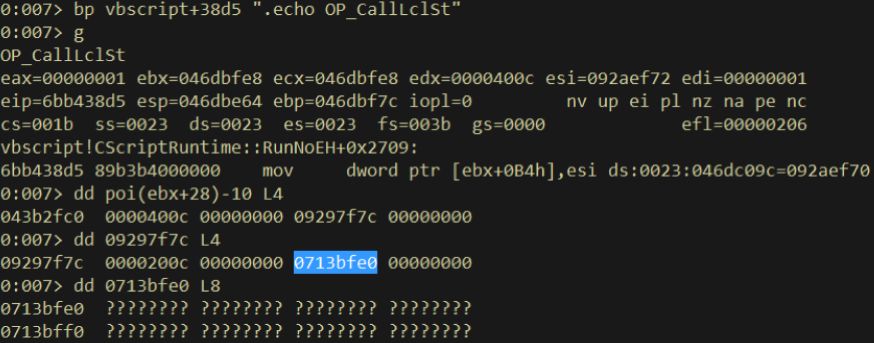 0:007> bp vbscript+38d5 ".echo OP_CallLclSt"
0:007> g
OP_CallLclSt
eax=00000001 ebx=046dbfe8 ecx=046dbfe8 edx=0000400c esi=092aef72 edi=00000001
eip=6bb438d5 esp=046dbe64 ebp=046dbf7c iopl=0         nv up ei pl nz na pe nc
cs=001b  ss=0023  ds=0023  es=0023  fs=003b  gs=0000             efl=00000206
vbscript!CScriptRuntime::RunNoEH+0x2709:
6bb438d5 89b3b4000000    mov     dword ptr [ebx+0B4h],esi ds:0023:046dc09c=092aef70
0:007> dd poi(ebx+28)-10 L4
043b2fc0  0000400c 00000000 09297f7c 00000000
0:007> dd 09297f7c L4
09297f7c  0000200c 00000000 0713bfe0 00000000
0:007> dd 0713bfe0 L8
0713bfe0  ???????? ???????? ???????? ????????
0713bff0  ???????? ???????? ???????? ????????